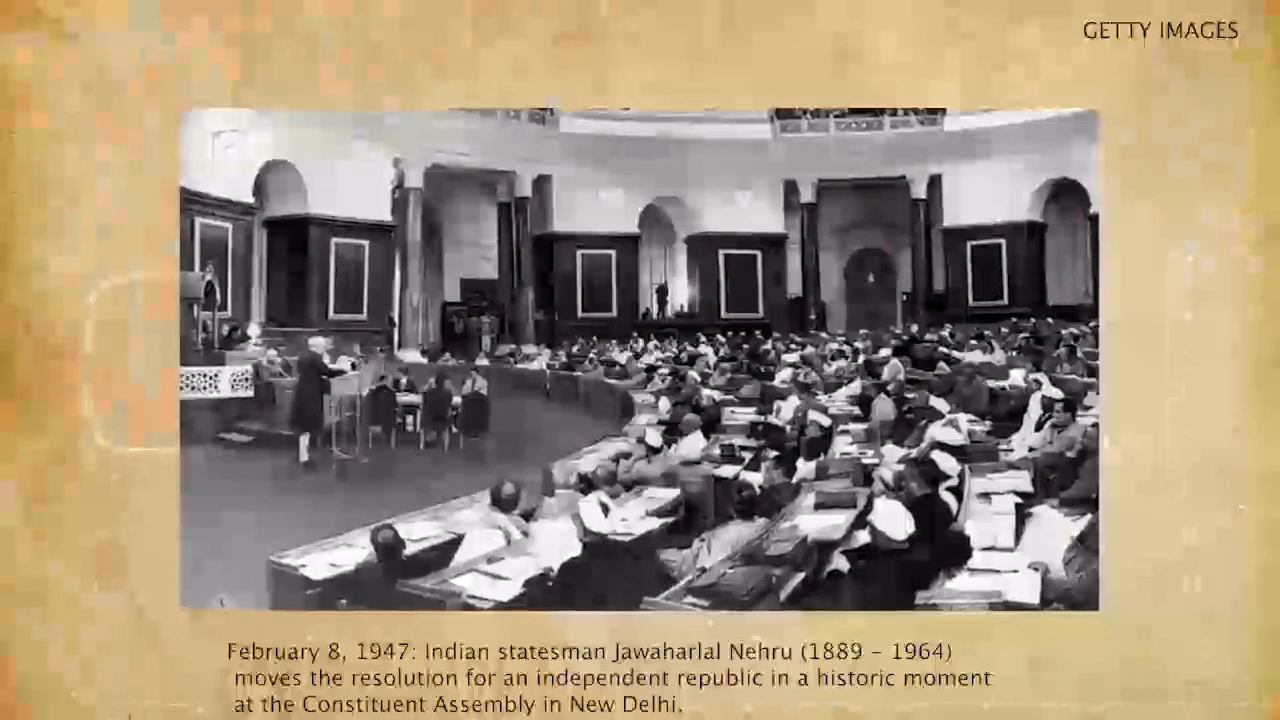 GETTY IMAGES
February 8, 1947: Indian statesman Jawaharlal Nehru (1889 – 1964)
moves the resolution for an independent republic in a historic moment
at the Constituent Assembly in New Delhi.